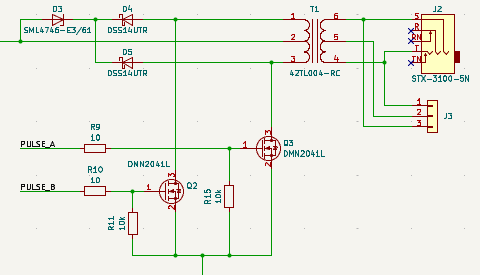 D3
SML4746-E3/61
D4
DSS14UTR
D5
DSS14UTR
T1
1 6
2 5
3 4
42TL004-RC
J2
S
R
RN
T
TN
STX-3100-5N
1
2
3
J3
PULSE_A
R9
10
1
3
Q3
DMN2041L
2
PULSE_B
R10
10
DNN2041L
1
3
Q2
2
R11
10k
R15
10k